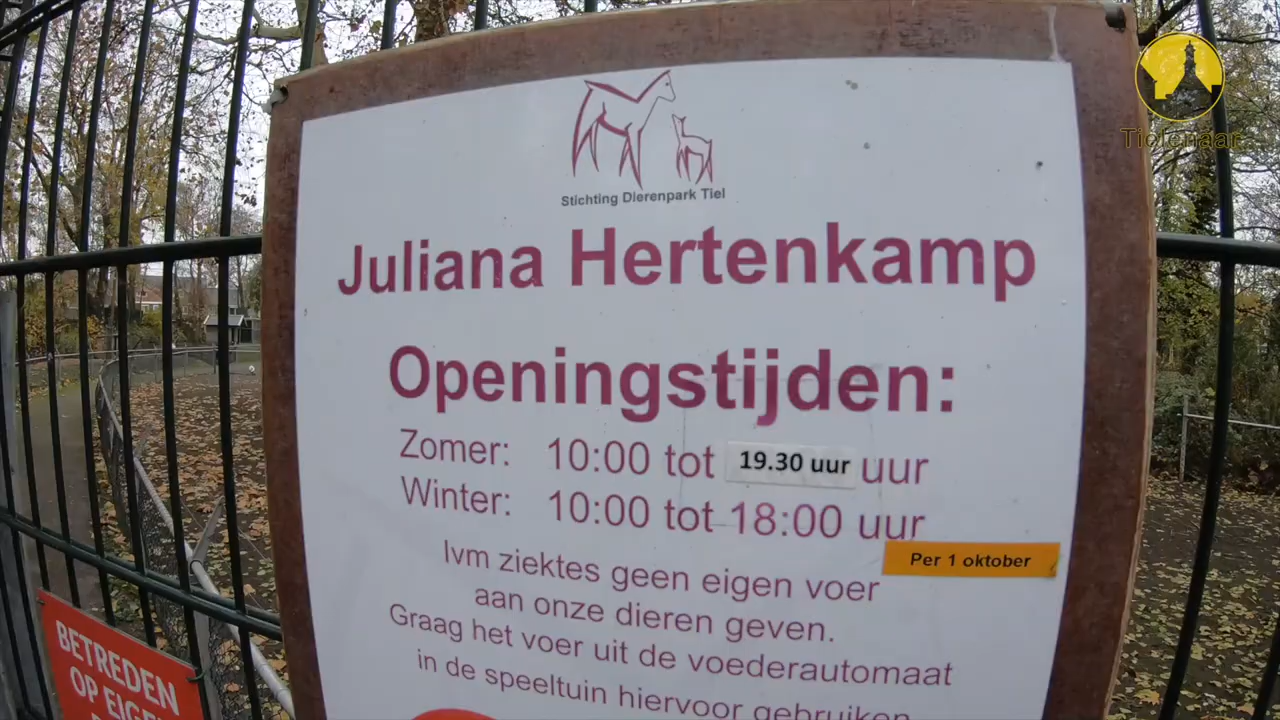 Tielenaar
Stichting Dierenpark Tiel
Juliana Hertenkamp
Openingstijden:
Zomer: 10:00 tot 19.30 uur uur
Winter: 10:00 tot 18:00 uur
Per 1 oktober
Ivm ziektes geen eigen voer
aan onze dieren geven.
Graag het voer uit de voederautomaat
in de speeltuin hiervoor gebruiken
BETREDEN
OP EIGEN